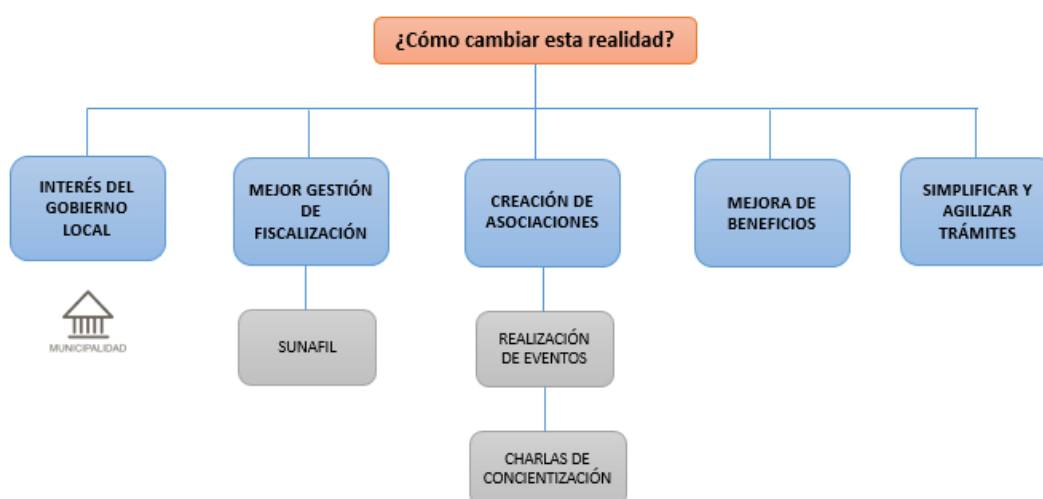 ¿Cómo cambiar esta realidad?
INTERÉS DEL
GOBIERNO
LOCAL
MEJOR GESTIÓN
DE
FISCALIZACIÓN
CREACIÓN DE
ASOCIACIONES
MEJORA DE
BENEFICIOS
SIMPLIFICAR Y
AGILIZAR
TRÁMITES
MUNICIPALIDAD
SUNAFIL
REALIZACIÓN
DE EVENTOS
CHARLAS DE
CONCIENTIZACIÓN